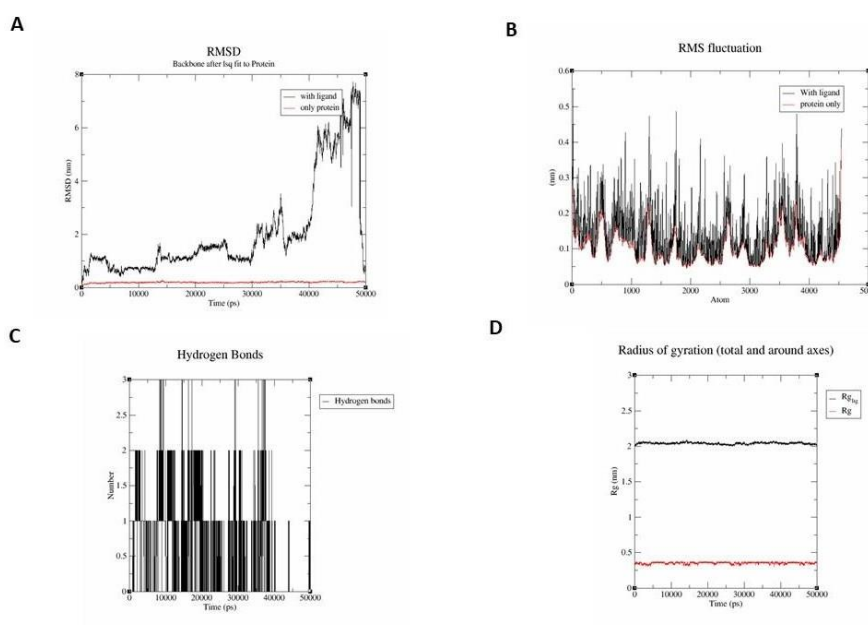 A
RMSD
Backbone after lsq fit to Protein
8
6
4
2
0
RMSD (nm)
with ligand
only protein
0
10000
20000
30000
40000
50000
Time (ps)
B
RMS fluctuation
0.6
0.5
0.4
0.3
0.2
0.1
0
(nm)
With ligand
protein only
0
1000
2000
3000
4000
500
Atom
C
Hydrogen Bonds
3
2.5
2
1.5
1
0.5
0
Number
Hydrogen bonds
0
10000
20000
30000
40000
50000
Time (ps)
D
Radius of gyration (total and around axes)
3
2.5
2
1.5
1
0.5
0
Rg (nm)
Rg
Rg
0
10000
20000
30000
40000
50000
Time (ps)